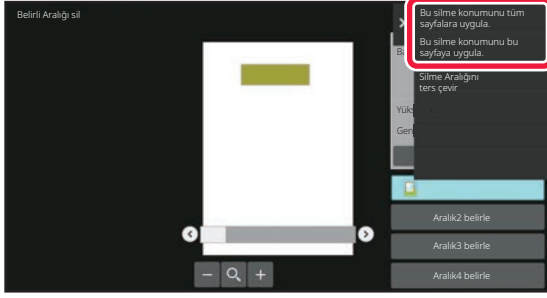 Belirli Aralığı sil
Bu silme konumunu tüm
sayfalara uygula.
Bu silme konumunu bu
sayfaya uygula.
Silme Aralığını
ters çevir
Aralık2 belirle
Aralık3 belirle
Aralık4 belirle